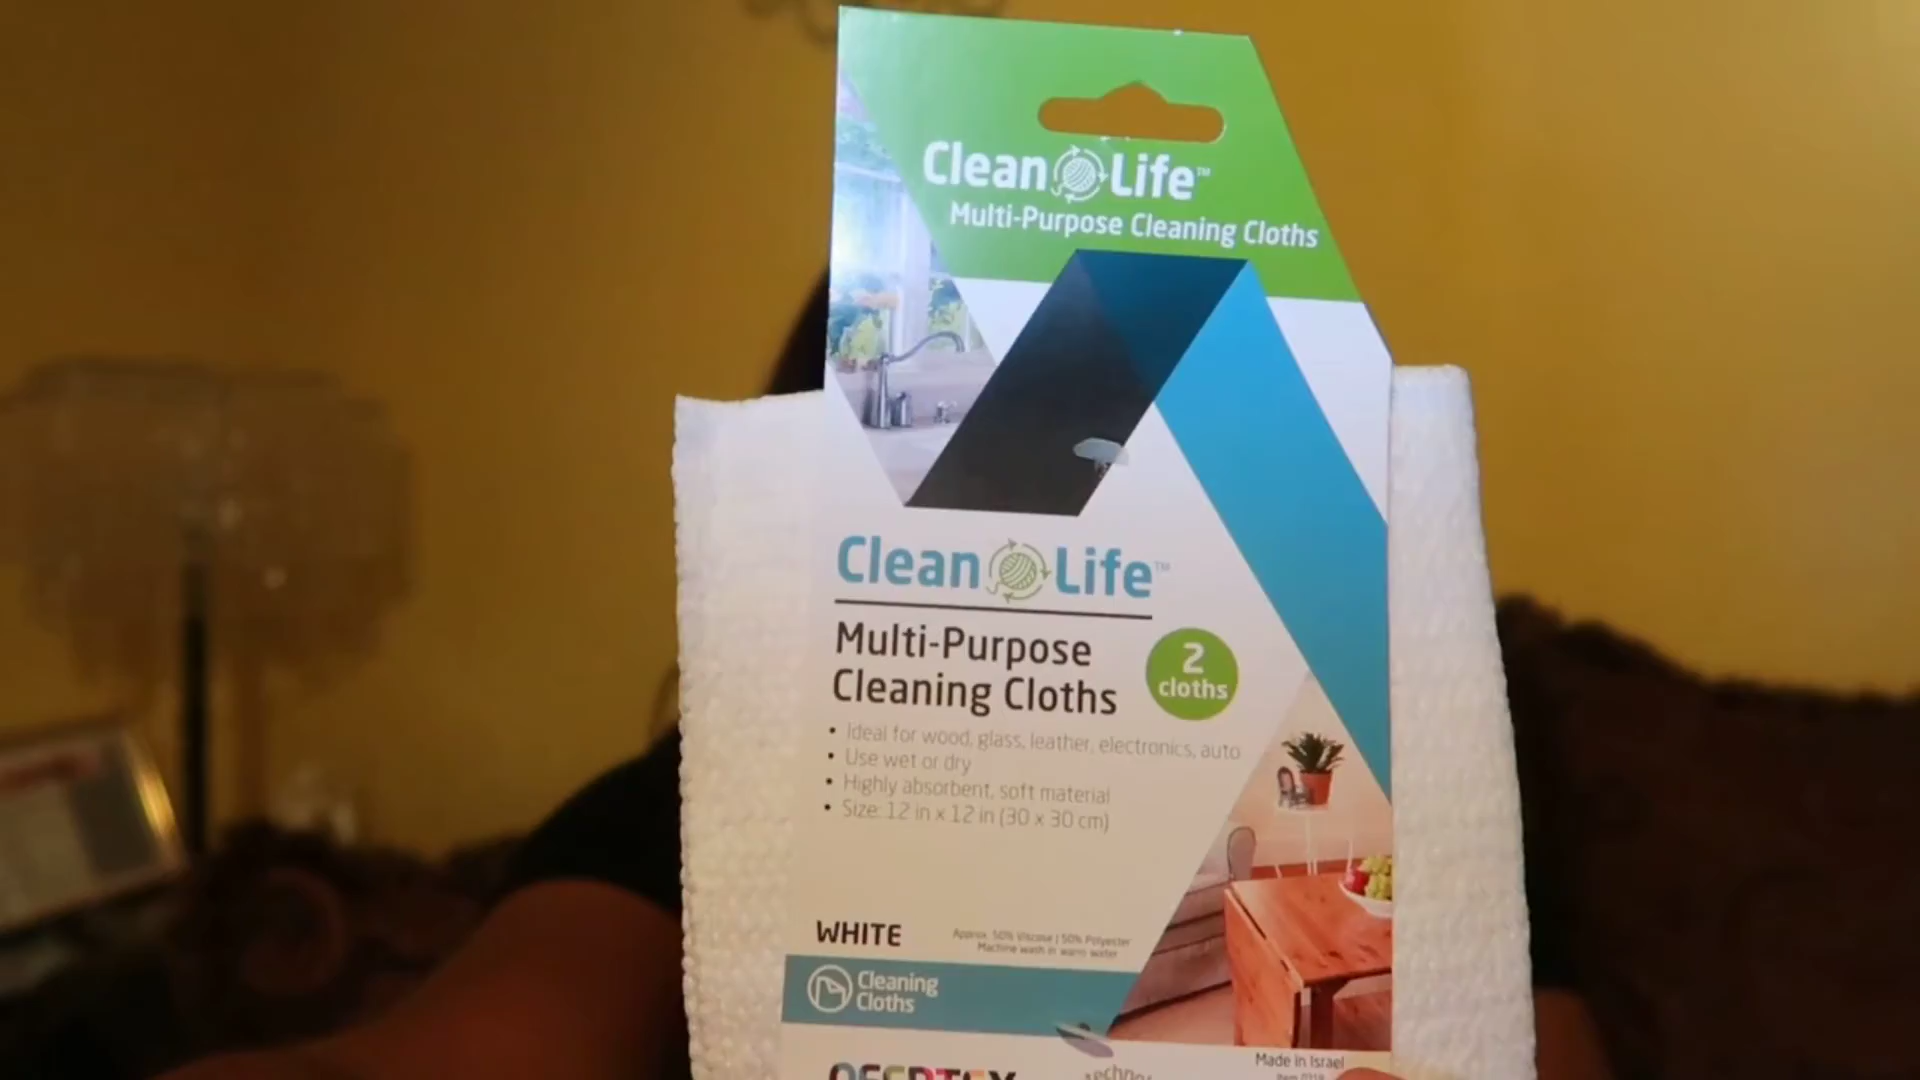 Clean Life™
Multi-Purpose Cleaning Cloths
Clean Life™
Multi-Purpose
Cleaning Cloths
2
cloths
• Ideal for wood, glass, leather, electronics, auto
• Use wet or dry
• Highly absorbent, soft material
• Size: 12 in x 12 in (30 x 30 cm)
WHITE
Approx. 50% Viscose | 50% Polyester
Machine wash in warm water
Cleaning
Cloths
Made in Israel